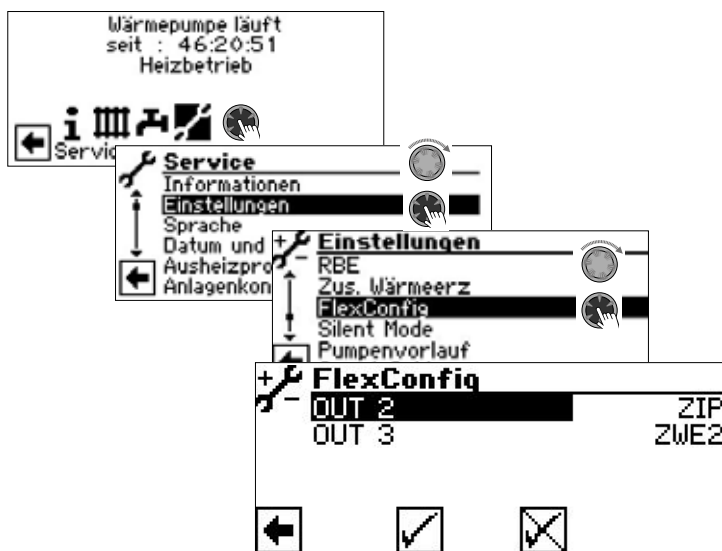 Wärmepumpe läuft
seit : 46:20:51
Heizbetrieb
Servic
Service
Informationen
Einstellungen
Sprache
Datum und
Ausheizpro
Anlagenkon
Einstellungen
RBE
Zus. Wärmeerz
FlexConfig
Silent Mode
Pumpenvorlauf
FlexConfig
OUT 2 ZIP
OUT 3 ZWE2